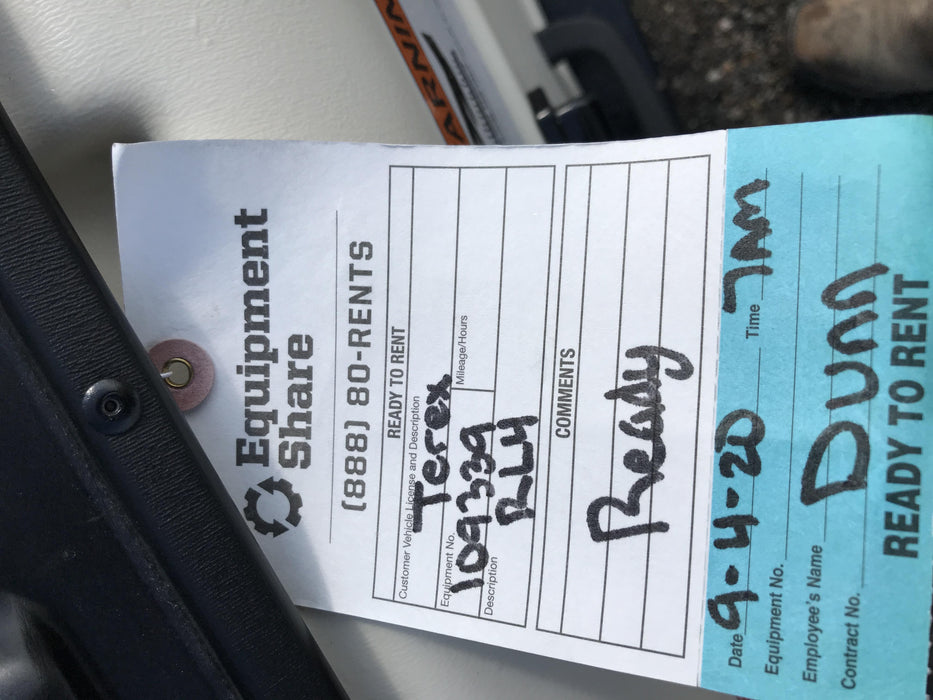 ARNIN
Equipment
Share
(888) 80-RENTS
READY TO RENT
Customer Vehicle License and Description
Terex
Equipment No.
Mileage/Hours
109339
Description
RL4
COMMENTS
Ready
Date 9-4-20 Time 7AM
Equipment No.
Employee's Name Dunn
Contract No.
READY TO RENT